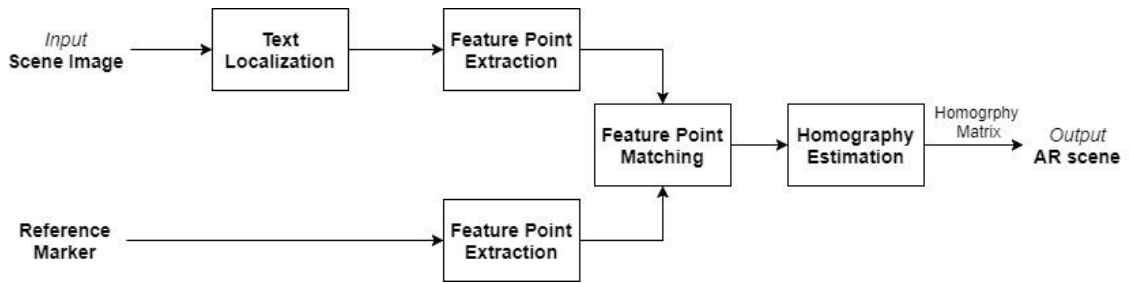 Input
Scene Image
Text
Localization
Feature Point
Extraction
Feature Point
Matching
Homography
Estimation
Homogrphy
Matrix
Output
AR scene
Reference
Marker
Feature Point
Extraction